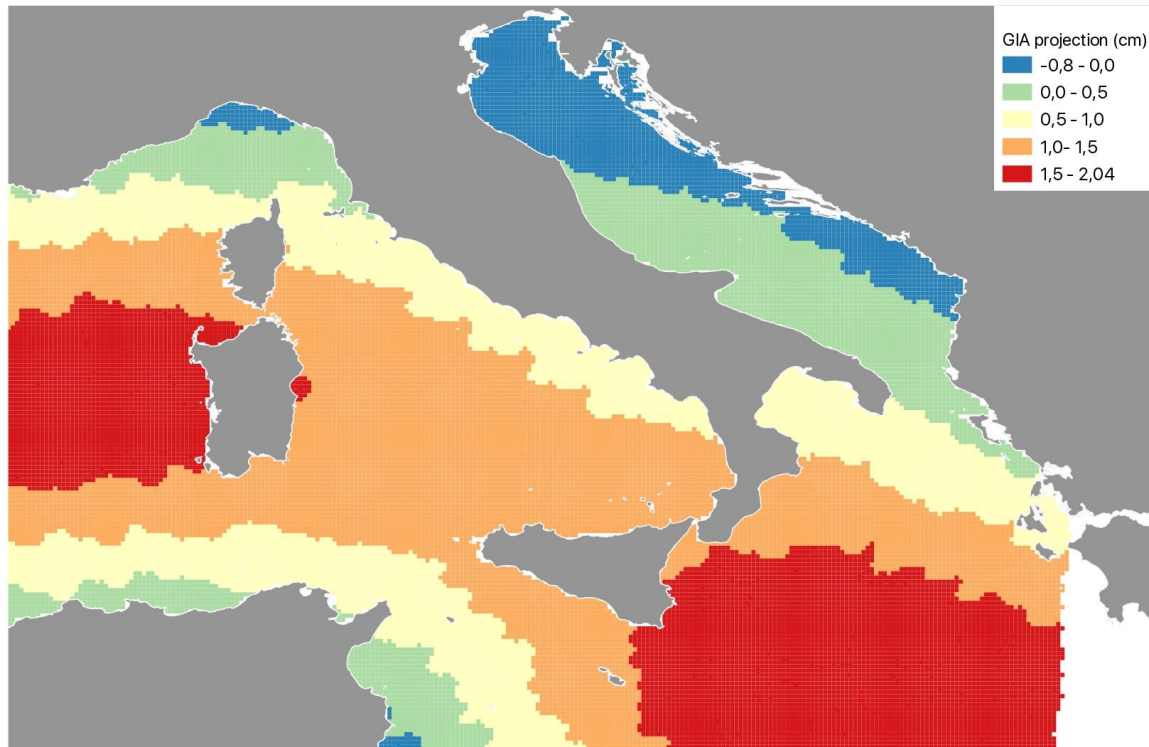 GIA projection (cm)
-0,8 - 0,0
0,0 - 0,5
0,5 - 1,0
1,0- 1,5
1,5 - 2,04